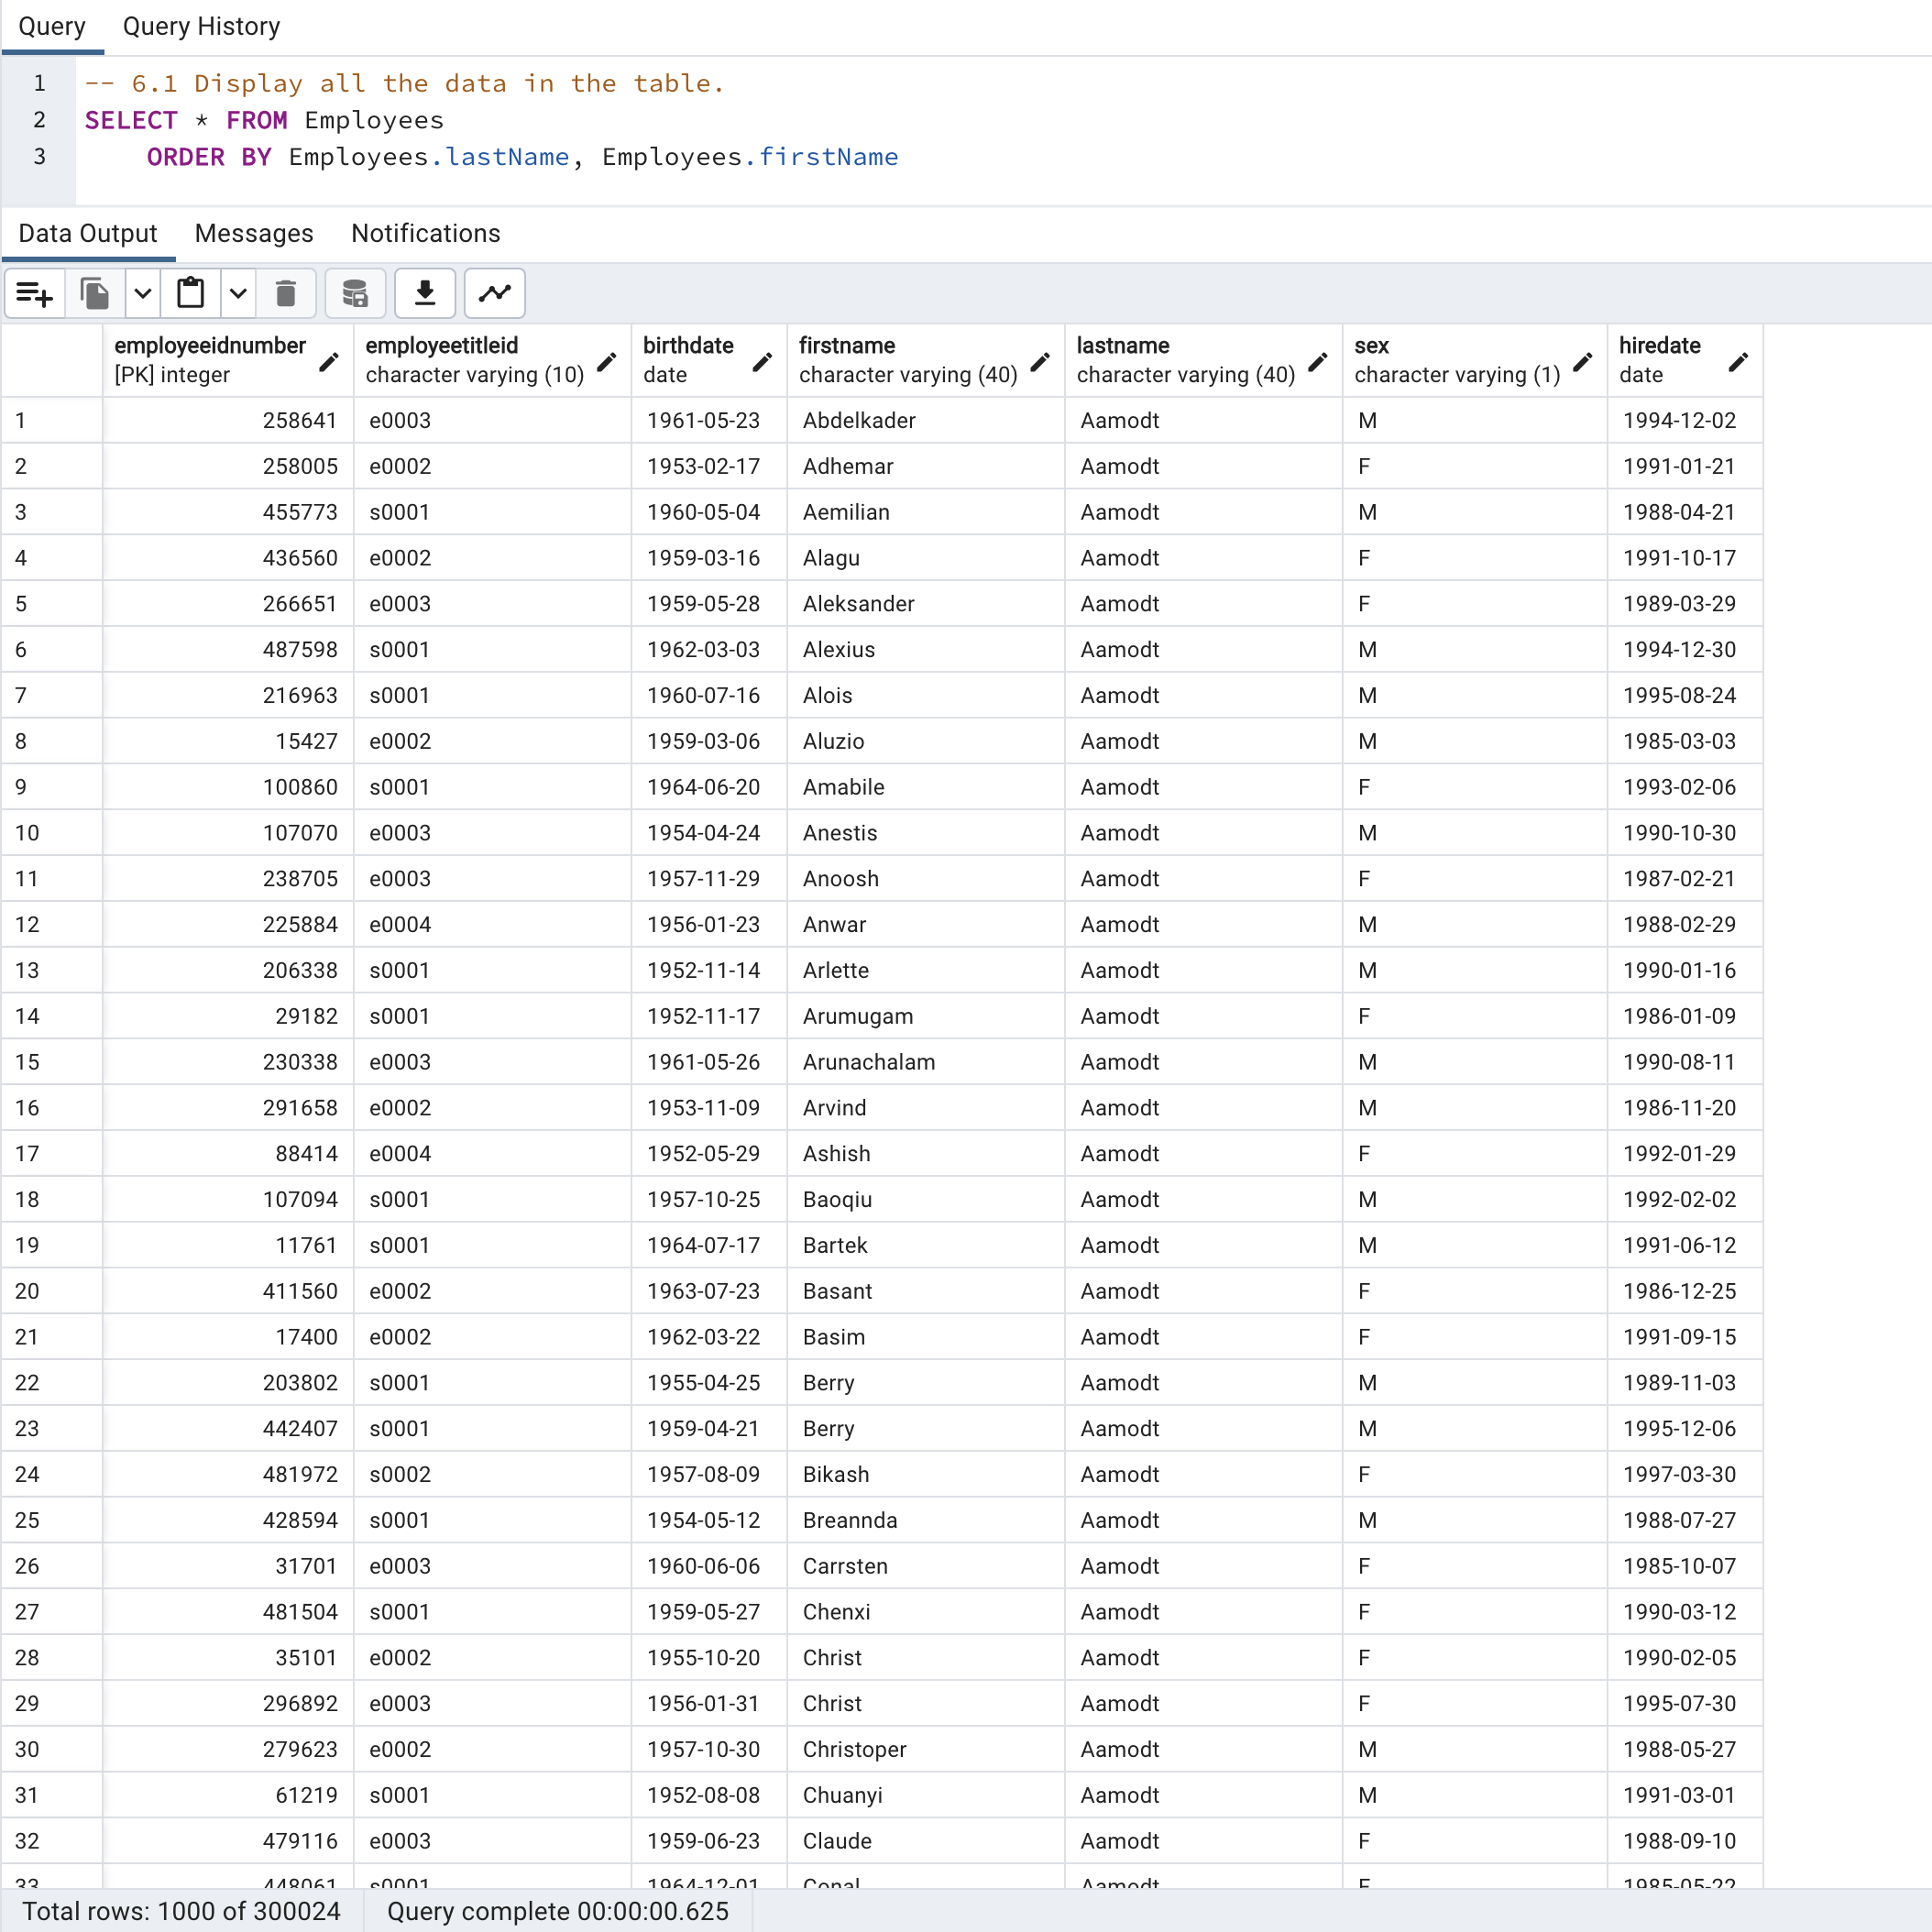 Query Query History
1 -- 6.1 Display all the data in the table.
2 SELECT * FROM Employees
3 ORDER BY Employees.lastName, Employees.firstName
Data Output Messages Notifications
employeeidnumber employeetitleid birthdate firstname lastname sex hiredate
[PK] integer character varying (10) date character varying (40) character varying (40) character varying (1) date
1 258641 e0003 1961-05-23 Abdelkader Aamodt M 1994-12-02
2 258005 e0002 1953-02-17 Adhemar Aamodt F 1991-01-21
3 455773 s0001 1960-05-04 Aemilian Aamodt M 1988-04-21
4 436560 e0002 1959-03-16 Alagu Aamodt F 1991-10-17
5 266651 e0003 1959-05-28 Aleksander Aamodt F 1989-03-29
6 487598 s0001 1962-03-03 Alexius Aamodt M 1994-12-30
7 216963 s0001 1960-07-16 Alois Aamodt M 1995-08-24
8 15427 e0002 1959-03-06 Aluzio Aamodt M 1985-03-03
9 100860 s0001 1964-06-20 Amabile Aamodt F 1993-02-06
10 107070 e0003 1954-04-24 Anestis Aamodt M 1990-10-30
11 238705 e0003 1957-11-29 Anoosh Aamodt F 1987-02-21
12 225884 e0004 1956-01-23 Anwar Aamodt M 1988-02-29
13 206338 s0001 1952-11-14 Arlette Aamodt M 1990-01-16
14 29182 s0001 1952-11-17 Arumugam Aamodt F 1986-01-09
15 230338 e0003 1961-05-26 Arunachalam Aamodt M 1990-08-11
16 291658 e0002 1953-11-09 Arvind Aamodt M 1986-11-20
17 88414 e0004 1952-05-29 Ashish Aamodt F 1992-01-29
18 107094 s0001 1957-10-25 Baoqiu Aamodt M 1992-02-02
19 11761 s0001 1964-07-17 Bartek Aamodt M 1991-06-12
20 411560 e0002 1963-07-23 Basant Aamodt F 1986-12-25
21 17400 e0002 1962-03-22 Basim Aamodt F 1991-09-15
22 203802 s0001 1955-04-25 Berry Aamodt M 1989-11-03
23 442407 s0001 1959-04-21 Berry Aamodt M 1995-12-06
24 481972 s0002 1957-08-09 Bikash Aamodt F 1997-03-30
25 428594 s0001 1954-05-12 Breannda Aamodt M 1988-07-27
26 31701 e0003 1960-06-06 Carrsten Aamodt F 1985-10-07
27 481504 s0001 1959-05-27 Chenxi Aamodt F 1990-03-12
28 35101 e0002 1955-10-20 Christ Aamodt F 1990-02-05
29 296892 e0003 1956-01-31 Christ Aamodt F 1995-07-30
30 279623 e0002 1957-10-30 Christoper Aamodt M 1988-05-27
31 61219 s0001 1952-08-08 Chuanyi Aamodt M 1991-03-01
32 479116 e0003 1959-06-23 Claude Aamodt F 1988-09-10
33 448061 s0001 1964-12-01 Conal Aamodt F 1985-05-22
Total rows: 1000 of 300024 Query complete 00:00:00.625